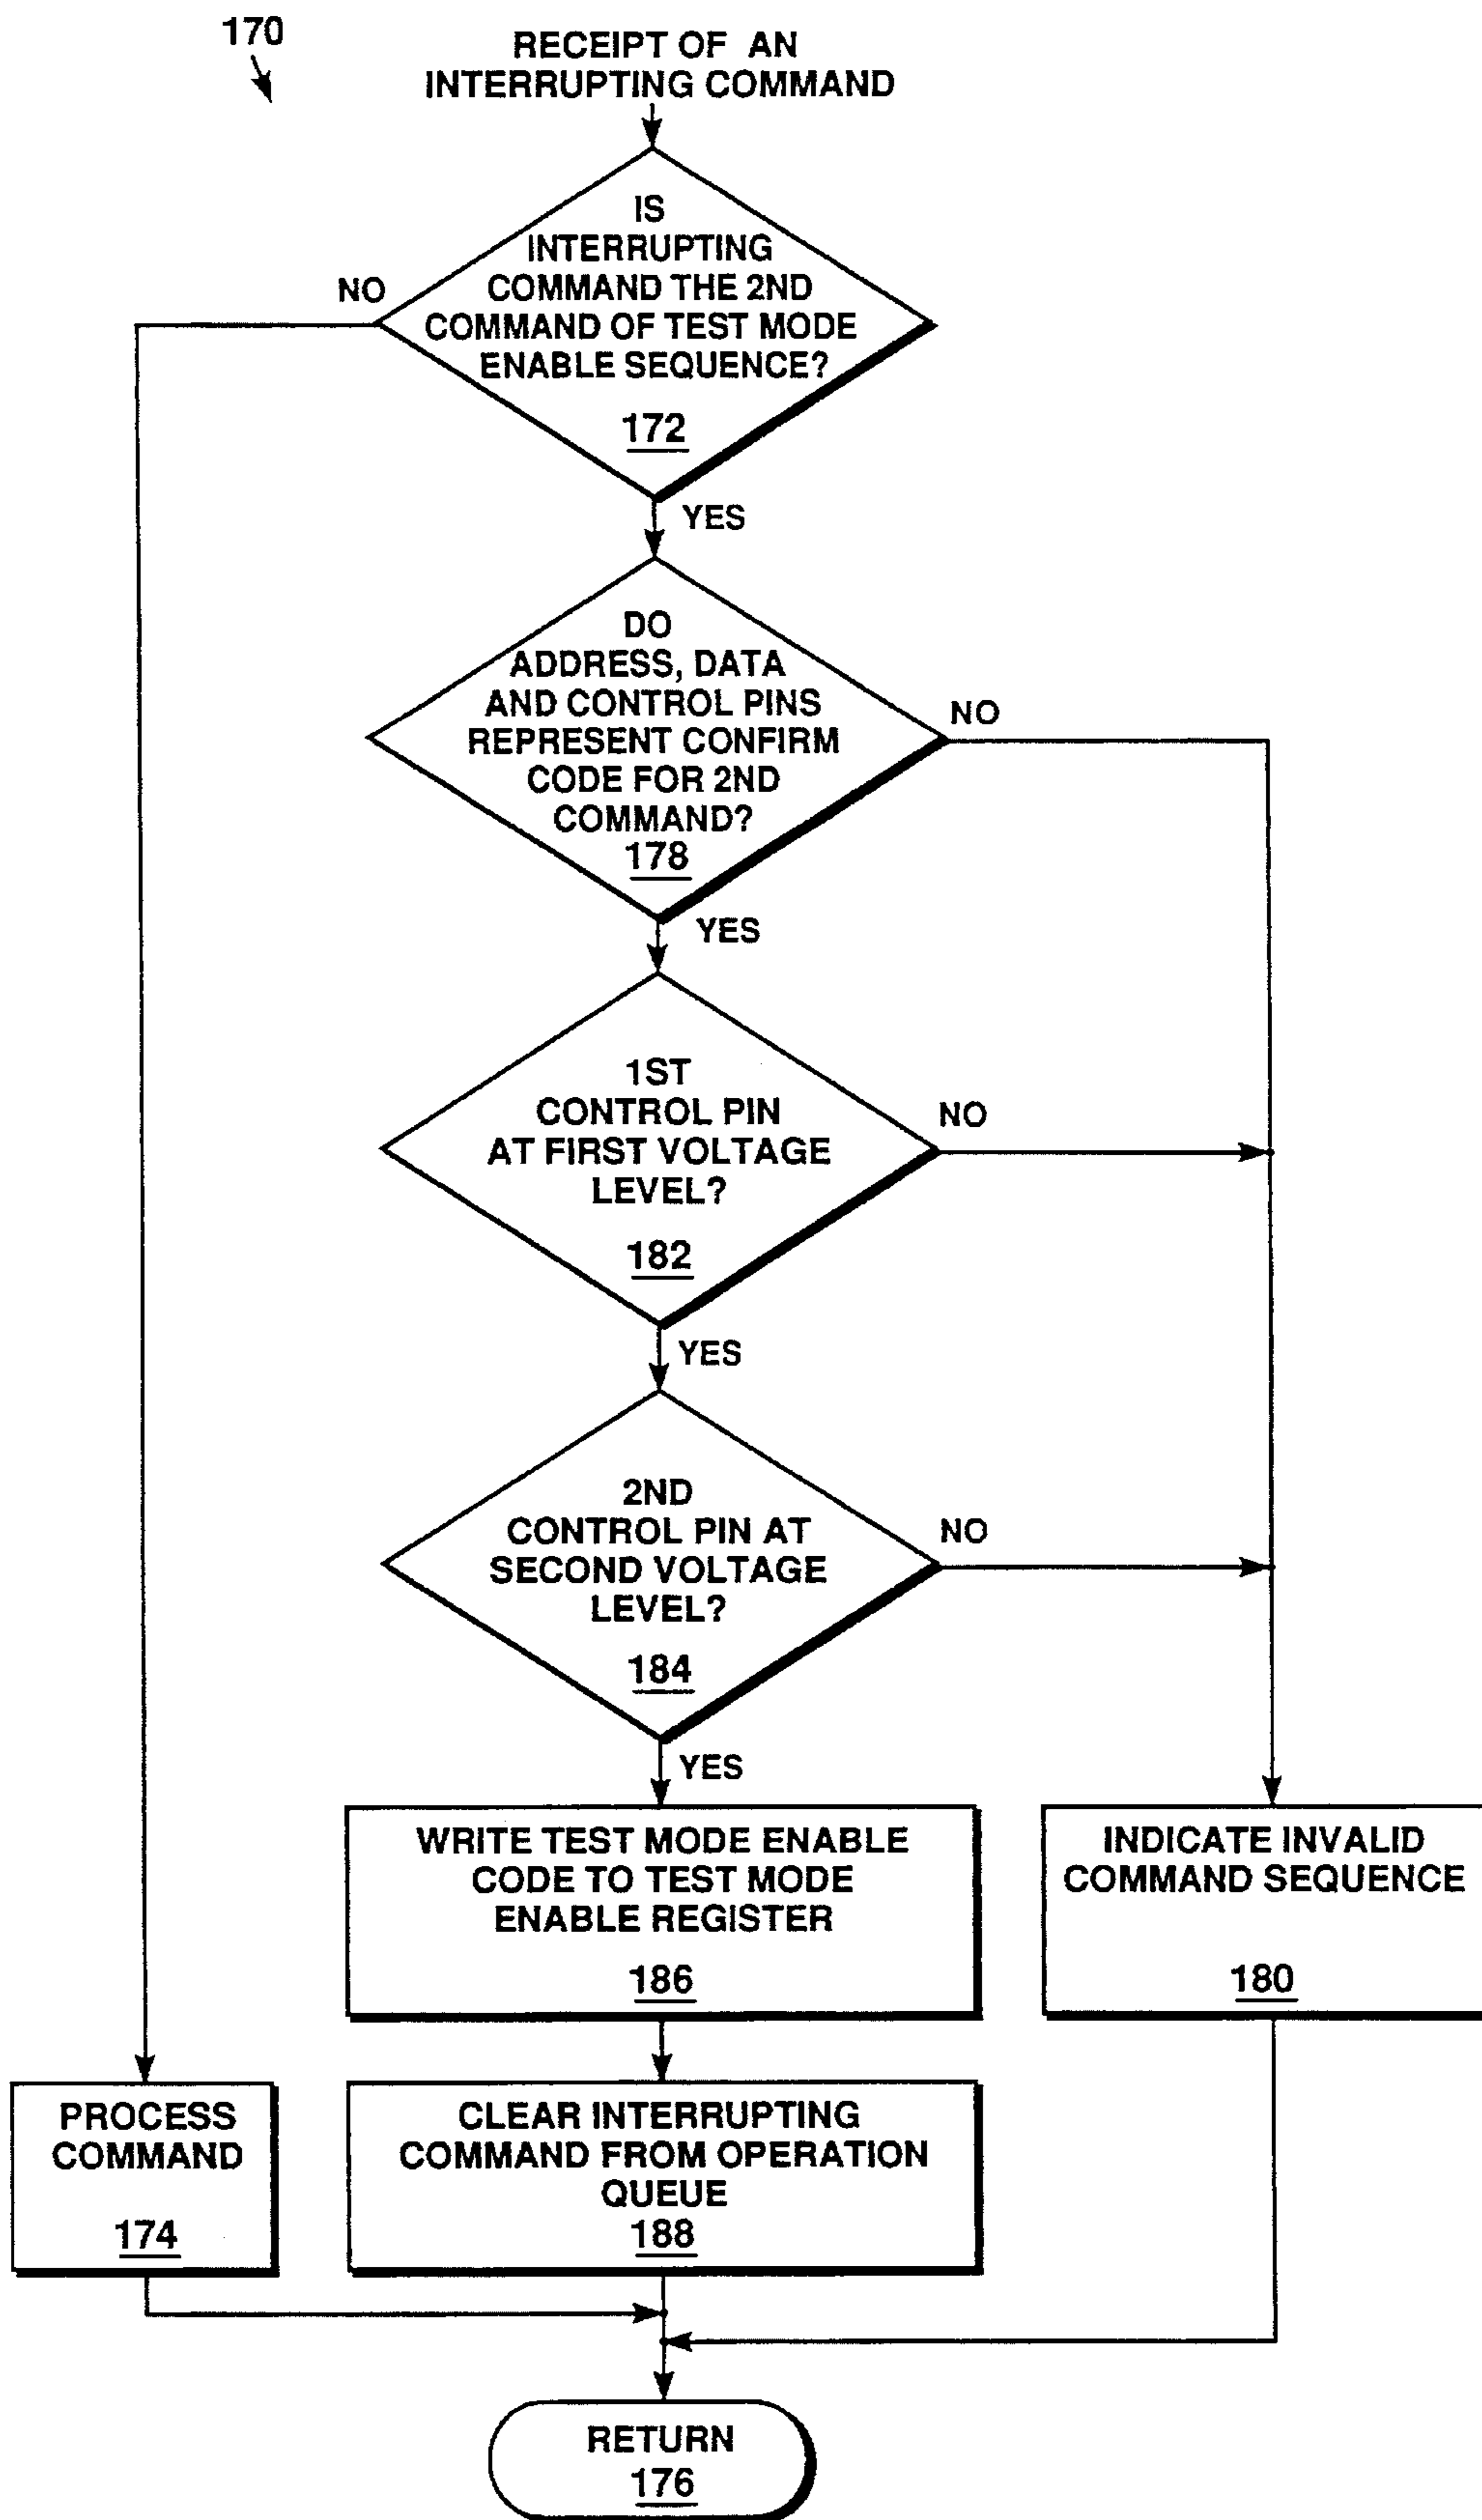 170
RECEIPT OF AN
INTERRUPTING COMMAND
IS
INTERRUPTING
COMMAND THE 2ND
COMMAND OF TEST MODE
ENABLE SEQUENCE?
172
NO
YES
DO
ADDRESS, DATA
AND CONTROL PINS
REPRESENT CONFIRM
CODE FOR 2ND
COMMAND?
178
NO
YES
1ST
CONTROL PIN
AT FIRST VOLTAGE
LEVEL?
182
NO
YES
2ND
CONTROL PIN AT
SECOND VOLTAGE
LEVEL?
184
NO
YES
WRITE TEST MODE ENABLE
CODE TO TEST MODE
ENABLE REGISTER
186
INDICATE INVALID
COMMAND SEQUENCE
180
PROCESS
COMMAND
174
CLEAR INTERRUPTING
COMMAND FROM OPERATION
QUEUE
188
RETURN
176